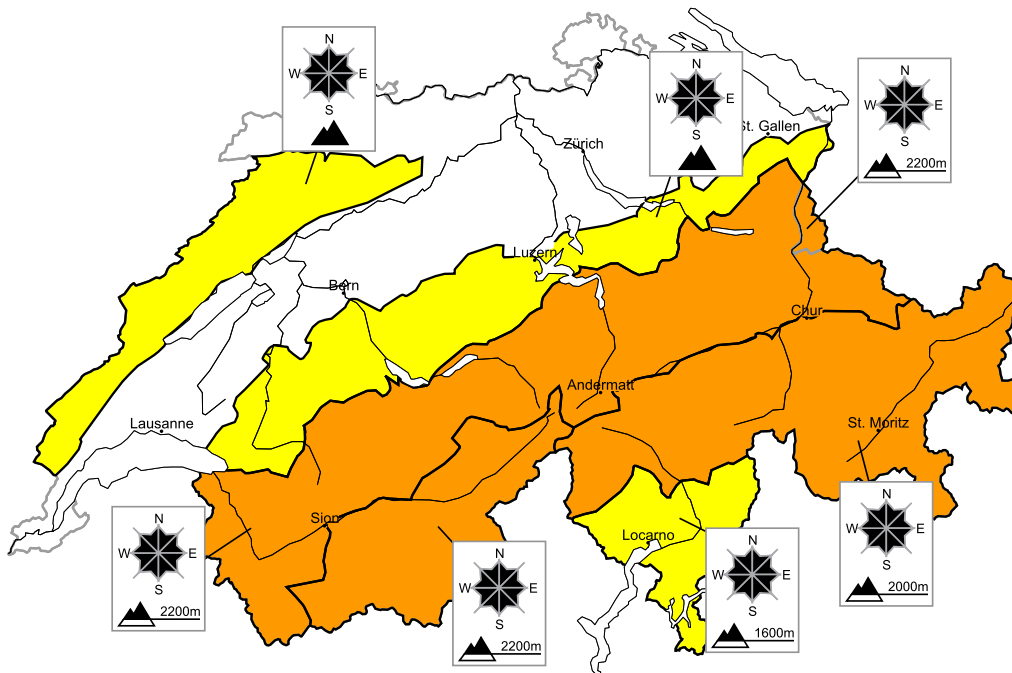 N
W E
S
N
W E
S
N
W E
S
2200m
St. Gallen
Zürich
Luzern
Bern
Chur
Andermatt
Lausanne
St. Moritz
Sion
Locarno
N
W E
S
2200m
N
W E
S
2200m
N
W E
S
1600m
N
W E
S
2000m